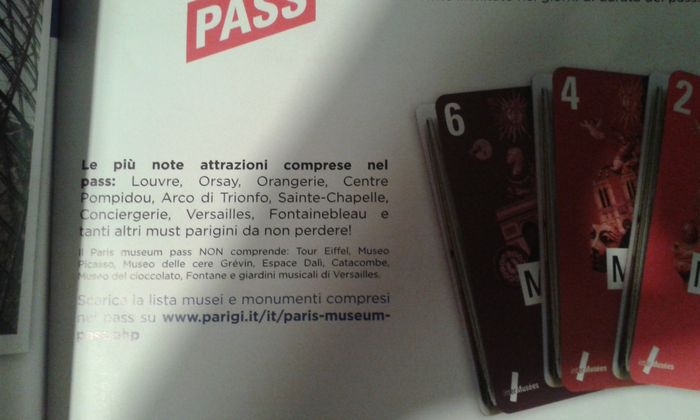 PASS
Le più note attrazioni comprese nel
pass: Louvre, Orsay, Orangerie, Centre
Pompidou, Arco di Trionfo, Sainte-Chapelle,
Conciergerie, Versailles, Fontainebleau e
tanti altri must parigini da non perdere!
Il Paris museum pass NON comprende: Tour Eiffel, Museo
Picasso, Museo delle cere Grévin, Espace Dalì, Catacombe,
Museo del cioccolato, Fontane e giardini musicali di Versailles.
Scarica la lista musei e monumenti compresi
nel pass su www.parigi.it/it/paris-museum-
pass.php
6
4
2
M
M
interMusées
interMusées
interMusées